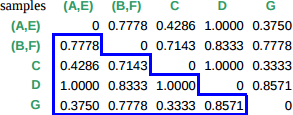 samples (A,E) (B,F) C D G
(A,E) 0 0.7778 0.4286 1.0000 0.3750
(B,F) 0.7778 0 0.7143 0.8333 0.7778
C 0.4286 0.7143 0 1.0000 0.3333
D 1.0000 0.8333 1.0000 0 0.8571
G 0.3750 0.7778 0.3333 0.8571 0